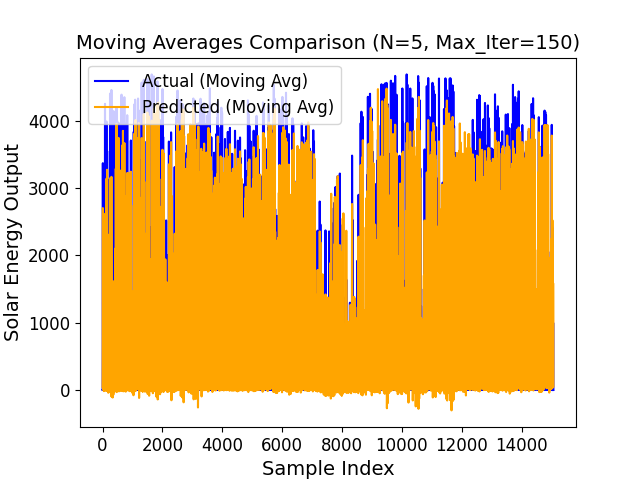 Moving Averages Comparison (N=5, Max_Iter=150)
Actual (Moving Avg)
Predicted (Moving Avg)
Solar Energy Output
4000
3000
2000
1000
0
0 2000 4000 6000 8000 10000 12000 14000
Sample Index